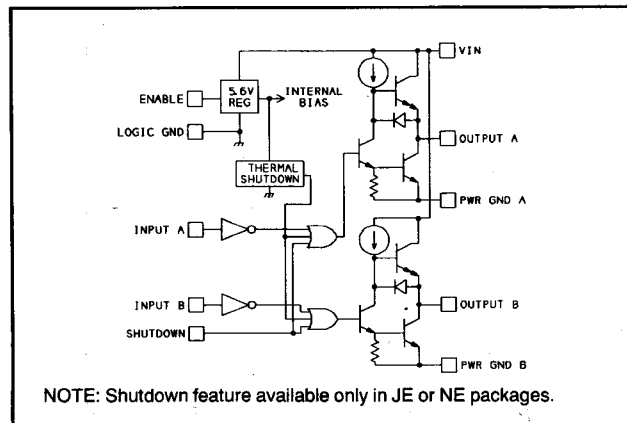 VIN
5.6V
REG
INTERNAL
BIAS
ENABLE
LOGIC GND
OUTPUT A
THERMAL
SHUTDOWN
PWR GND A
INPUT A
INPUT B
OUTPUT B
SHUTDOWN
PWR GND B
NOTE: Shutdown feature available only in JE or NE packages.